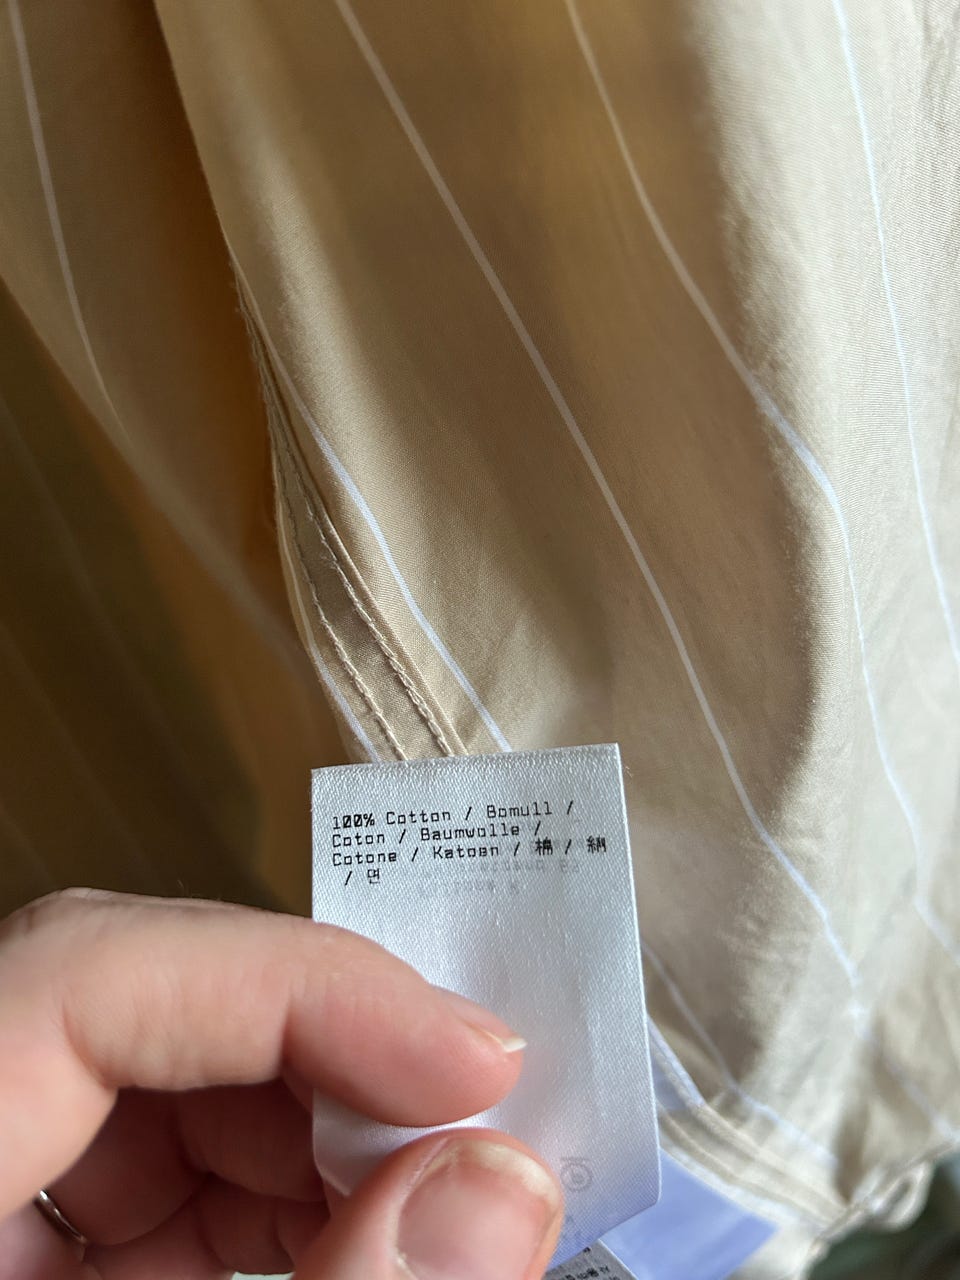 100% Cotton / Bomull /
Coton / Baumwolle /
Cotone / Katoen / 棉 / 綿
/ 면